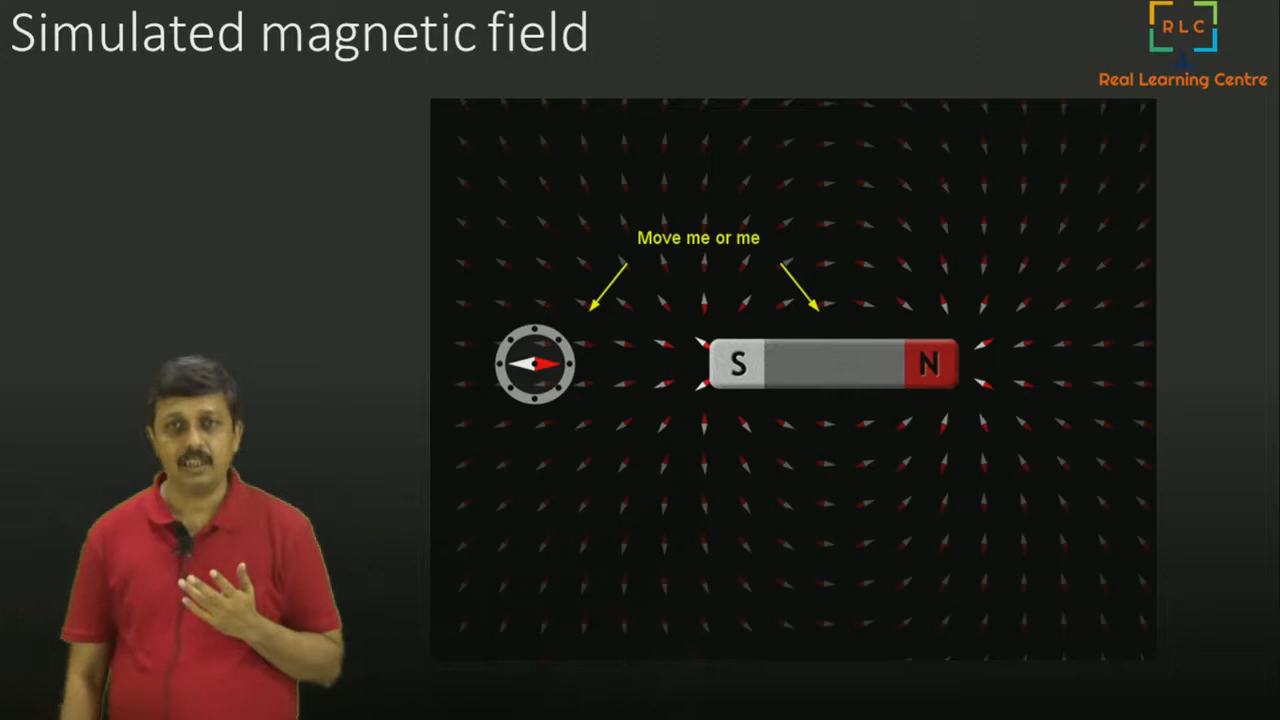 Simulated magnetic field
RLC
Real Learning Centre
Move me or me
S
N